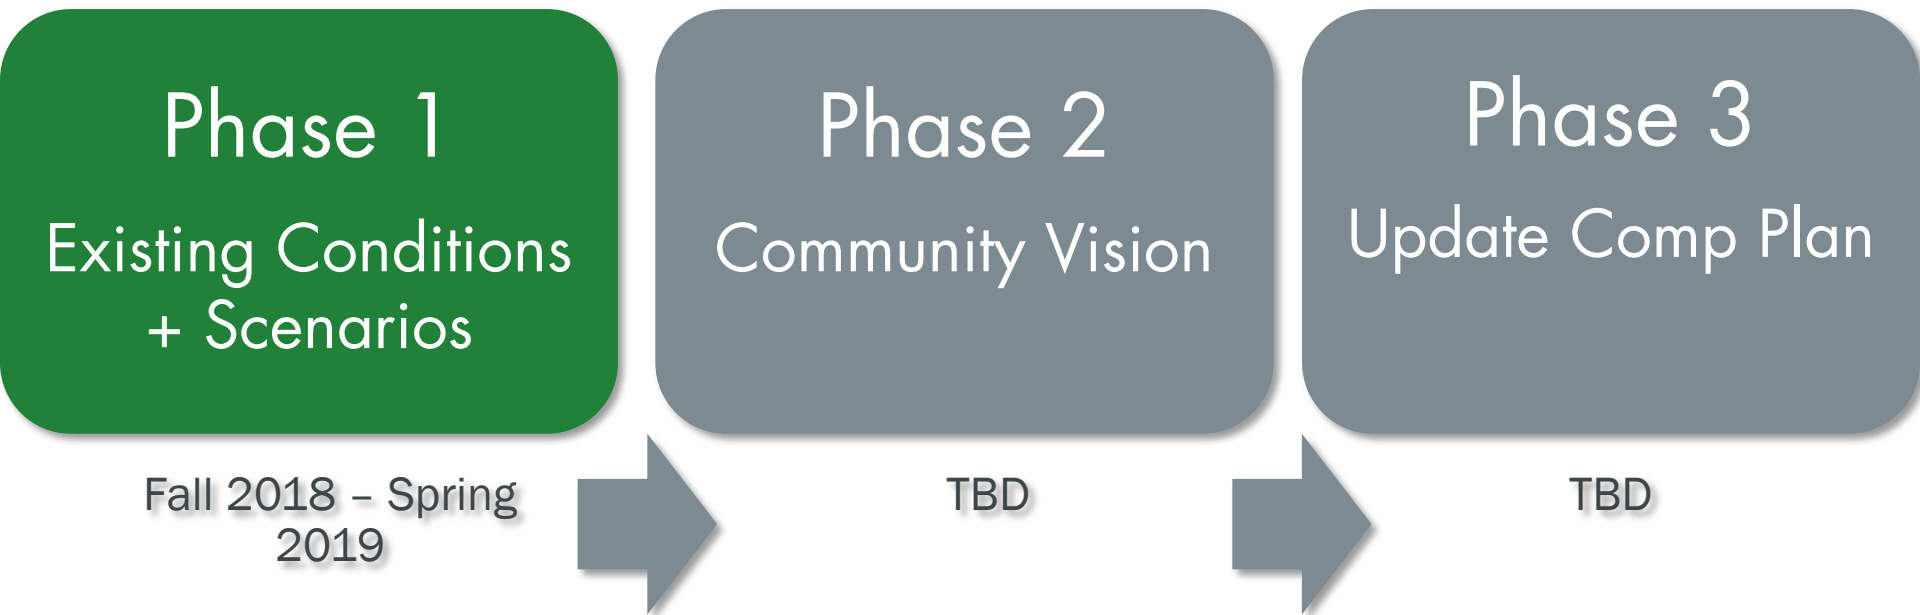 Phase 1
Existing Conditions
+ Scenarios
Fall 2018 – Spring
2019
Phase 2
Community Vision
TBD
Phase 3
Update Comp Plan
TBD